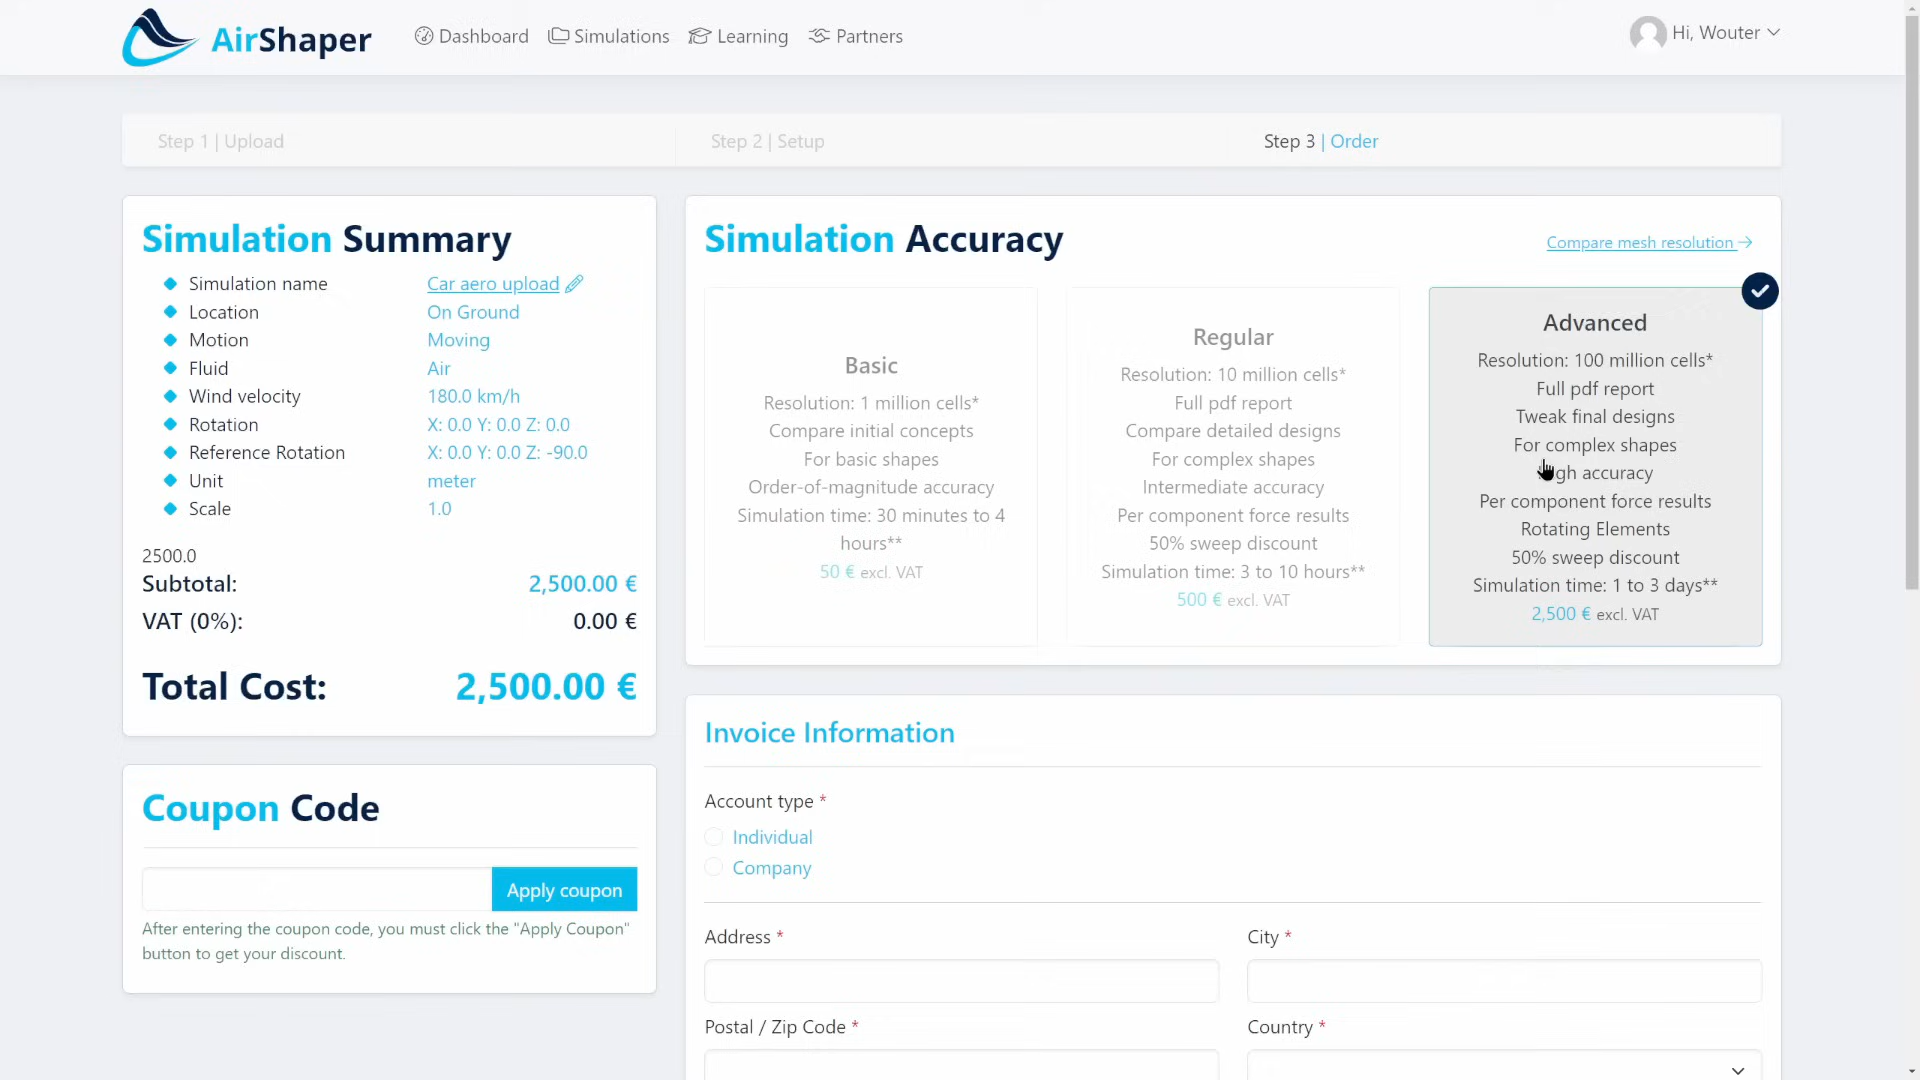 AirShaper
Dashboard
Simulations
Learning
Partners
Hi, Wouter
Step 1 | Upload
Step 2 | Setup
Step 3 | Order
Simulation Summary
Simulation name Car aero upload
Location On Ground
Motion Moving
Fluid Air
Wind velocity 180.0 km/h
Rotation X: 0.0 Y: 0.0 Z: 0.0
Reference Rotation X: 0.0 Y: 0.0 Z: -90.0
Unit meter
Scale 1.0
2500.0
Subtotal: 2,500.00 €
VAT (0%): 0.00 €
Total Cost: 2,500.00 €
Coupon Code
Apply coupon
After entering the coupon code, you must click the "Apply Coupon"
button to get your discount.
Simulation Accuracy
Compare mesh resolution
Basic
Resolution: 1 million cells*
Compare initial concepts
For basic shapes
Order-of-magnitude accuracy
Simulation time: 30 minutes to 4
hours**
50 € excl. VAT
Regular
Resolution: 10 million cells*
Full pdf report
Compare detailed designs
For complex shapes
Intermediate accuracy
Per component force results
50% sweep discount
Simulation time: 3 to 10 hours**
500 € excl. VAT
Advanced
Resolution: 100 million cells*
Full pdf report
Tweak final designs
For complex shapes
High accuracy
Per component force results
Rotating Elements
50% sweep discount
Simulation time: 1 to 3 days**
2,500 € excl. VAT
Invoice Information
Account type *
Individual
Company
Address *
City *
Postal / Zip Code *
Country *